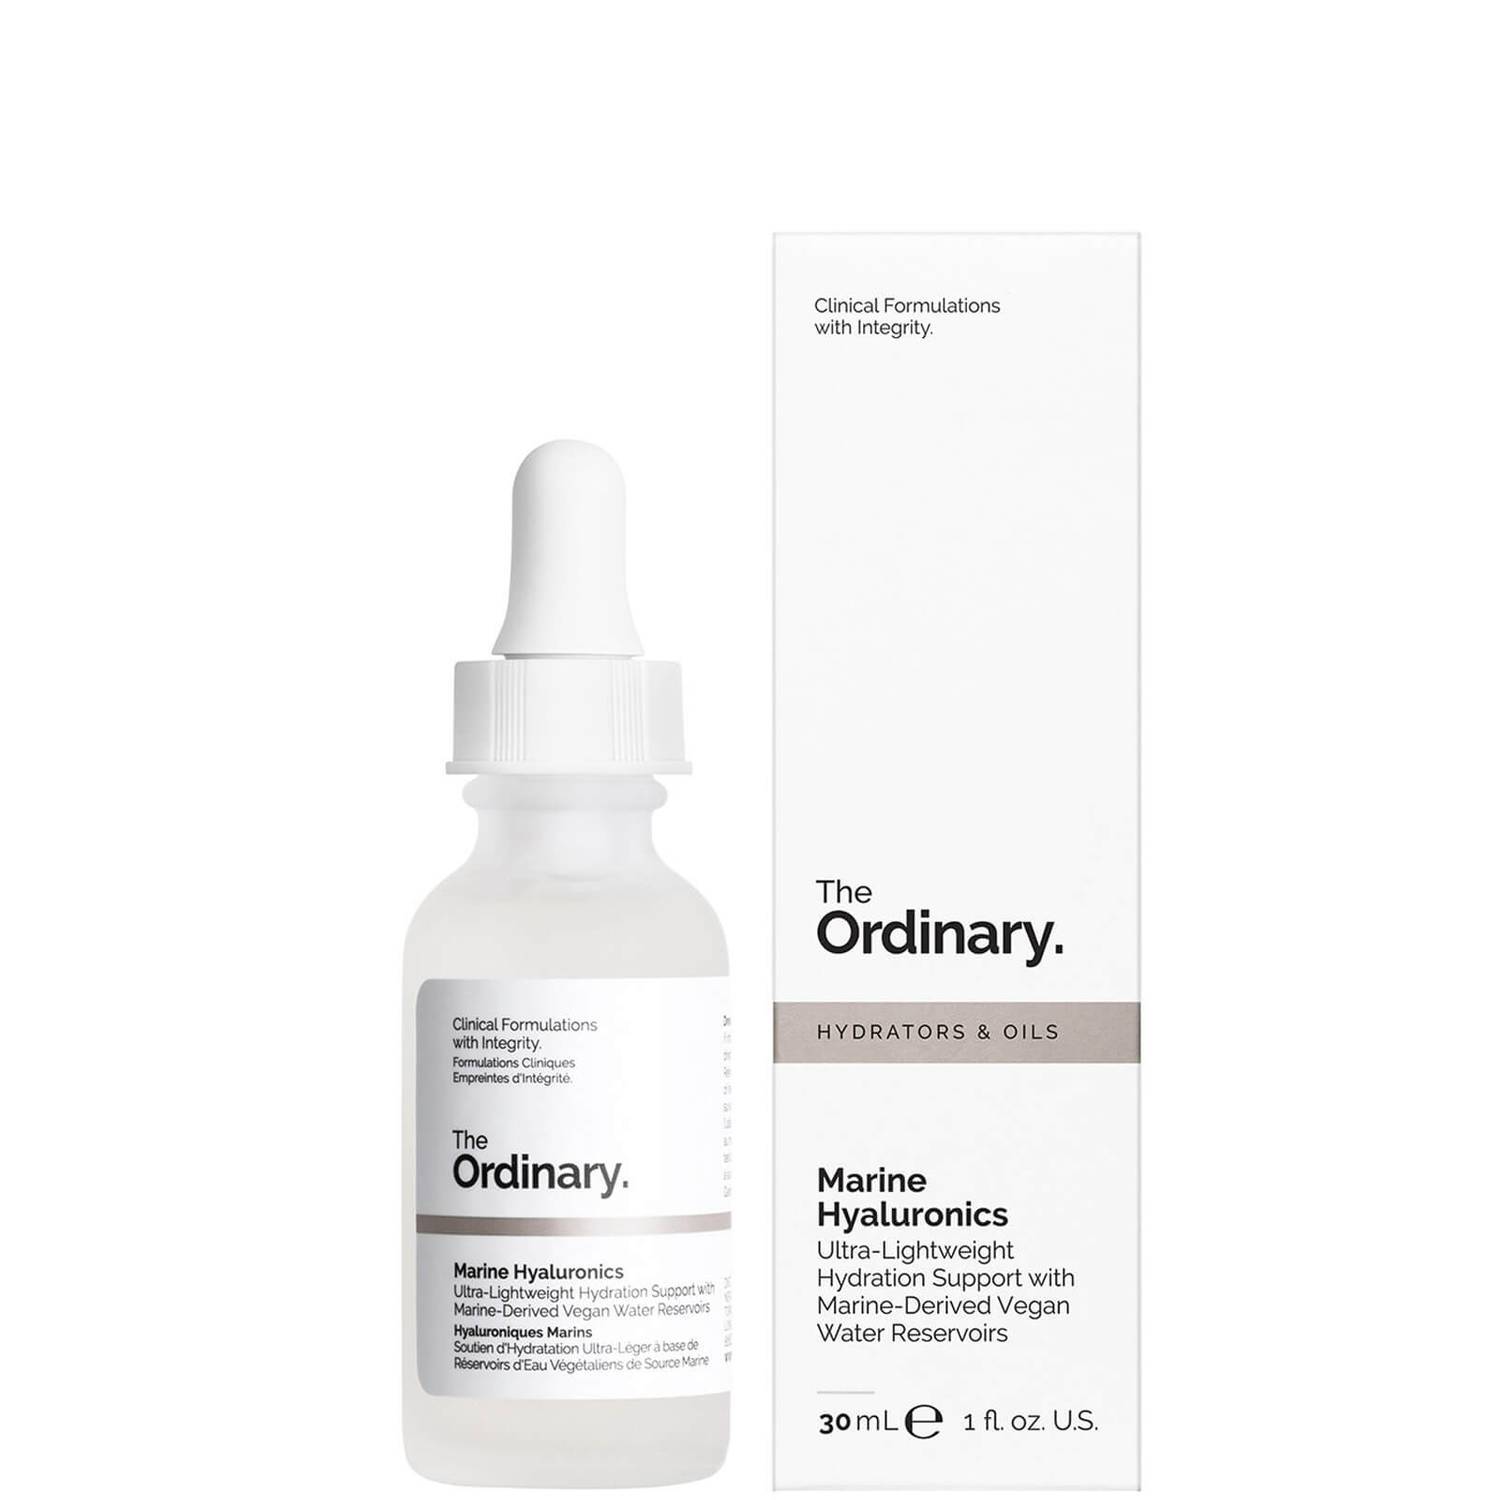 Clinical Formulations
with Integrity.
Formulations Cliniques
Empreintes d'Intégrité.
The
Ordinary.
Marine Hyaluronics
Ultra-Lightweight Hydration Support with
Marine-Derived Vegan Water Reservoirs
Hyaluroniques Marins
Soutien d'Hydratation Ultra-Léger à base de
Réservoirs d'Eau Végétaliens de Source Marine
Clinical Formulations
with Integrity.
The
Ordinary.
HYDRATORS & OILS
Marine
Hyaluronics
Ultra-Lightweight
Hydration Support with
Marine-Derived Vegan
Water Reservoirs
30 mL ℮ 1 fl. oz. U.S.